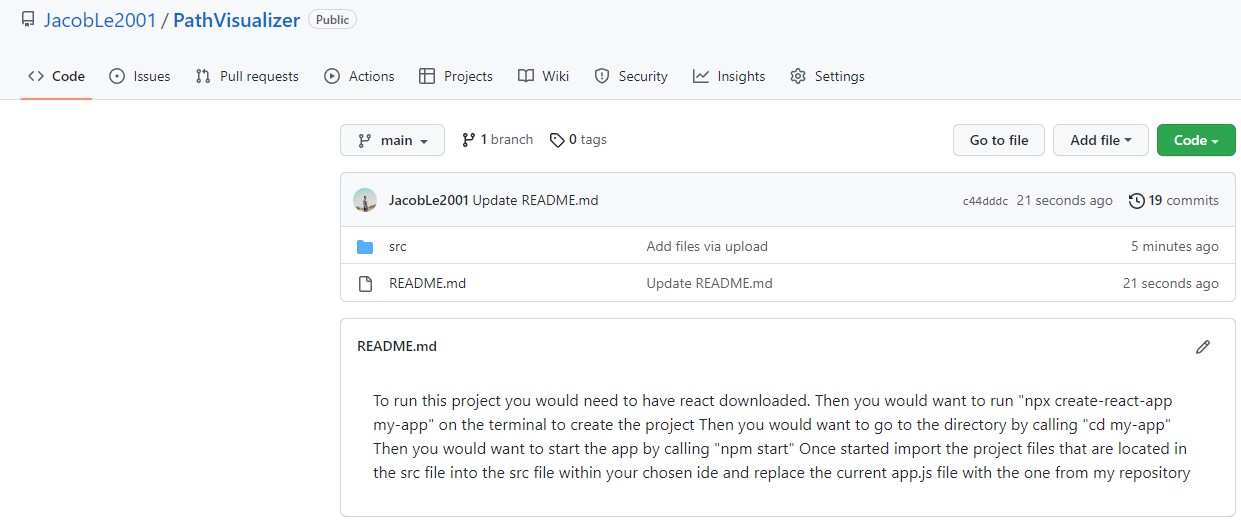 JacobLe2001 / PathVisualizer Public
Code Issues Pull requests Actions Projects Wiki Security Insights Settings
main 1 branch 0 tags Go to file Add file Code
JacobLe2001 Update README.md c44dddc 21 seconds ago 19 commits
src Add files via upload 5 minutes ago
README.md Update README.md 21 seconds ago
README.md
To run this project you would need to have react downloaded. Then you would want to run "npx create-react-app
my-app" on the terminal to create the project Then you would want to go to the directory by calling "cd my-app"
Then you would want to start the app by calling "npm start" Once started import the project files that are located in
the src file into the src file within your chosen ide and replace the current app.js file with the one from my repository